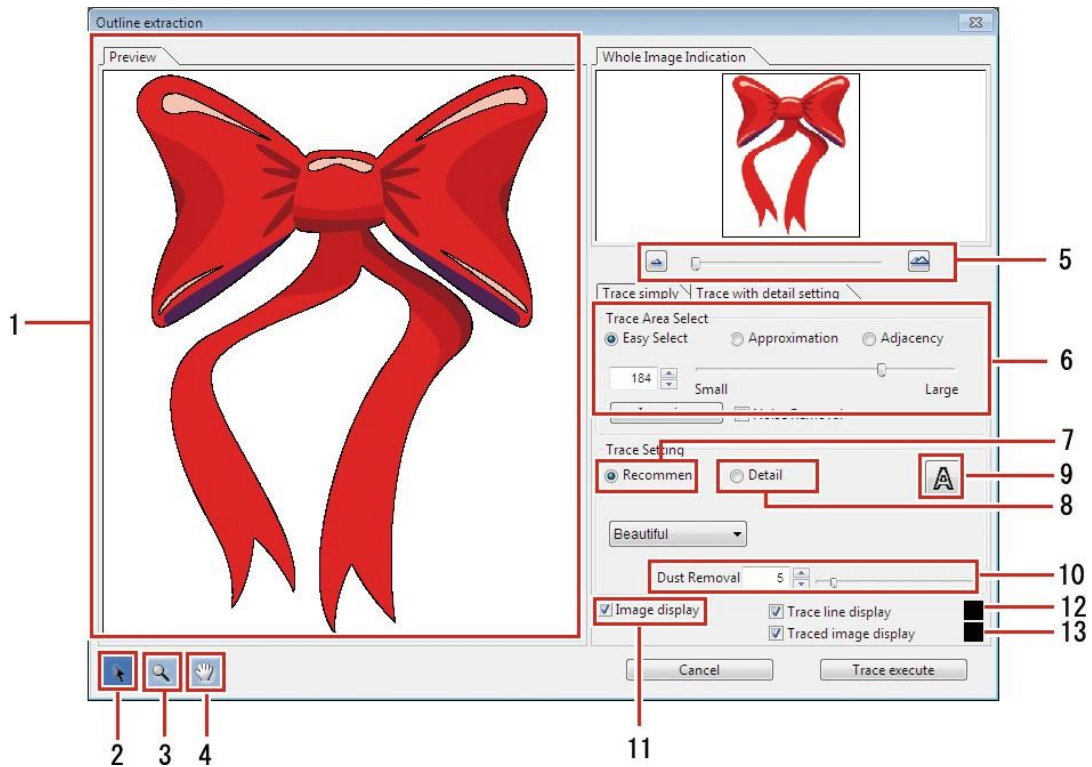 Outline extraction
Preview
Whole Image Indication
1
5
Trace simply
Trace with detail setting
Trace Area Select
Easy Select
Approximation
Adjacency
6
184
Small
Large
7
Trace Setting
Recommen
Detail
9
8
Beautiful
Dust Removal 5
10
Image display
Trace line display
12
Traced image display
13
Cancel
Trace execute
2
3
4
11